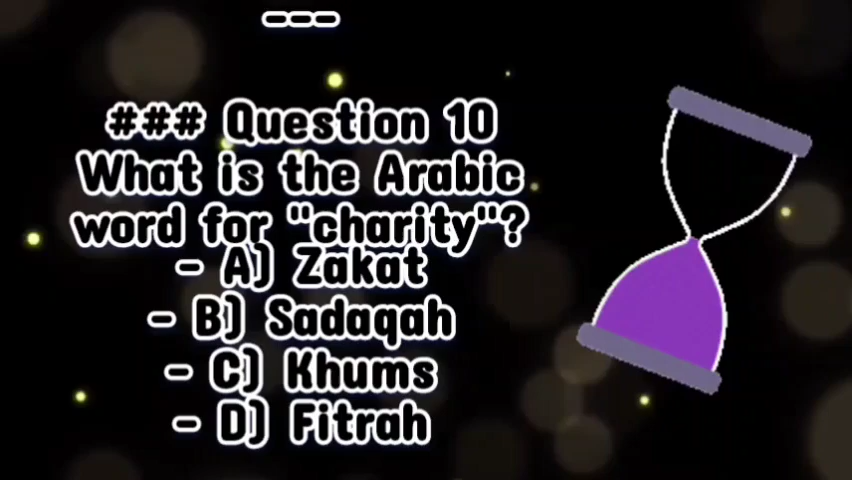 ---
### Question 10
What is the Arabic
word for "charity"?
- A) Zakat
- B) Sadaqah
- C) Khums
- D) Fitrah